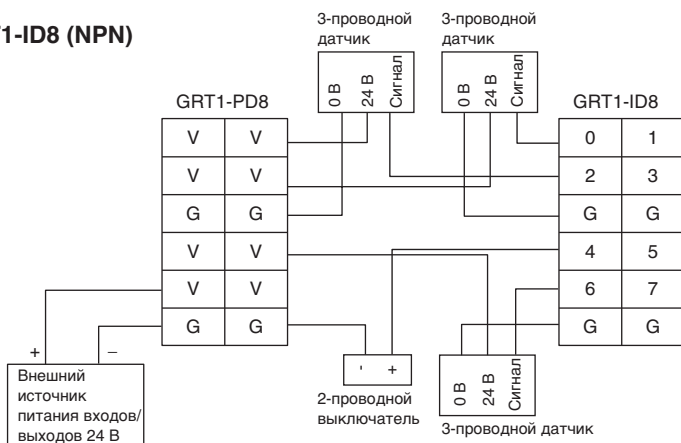 1-ID8 (NPN)
3-проводной
датчик
3-проводной
датчик
0 В
24 В
Сигнал
0 В
24 В
Сигнал
GRT1-PD8
GRT1-ID8
V V
V V
G G
V V
V V
G G
0 1
2 3
G G
4 5
6 7
G G
+ –
Внешний
источник
питания входов/
выходов 24 В
- +
2-проводной
выключатель
0 В
24 В
Сигнал
3-проводной датчик